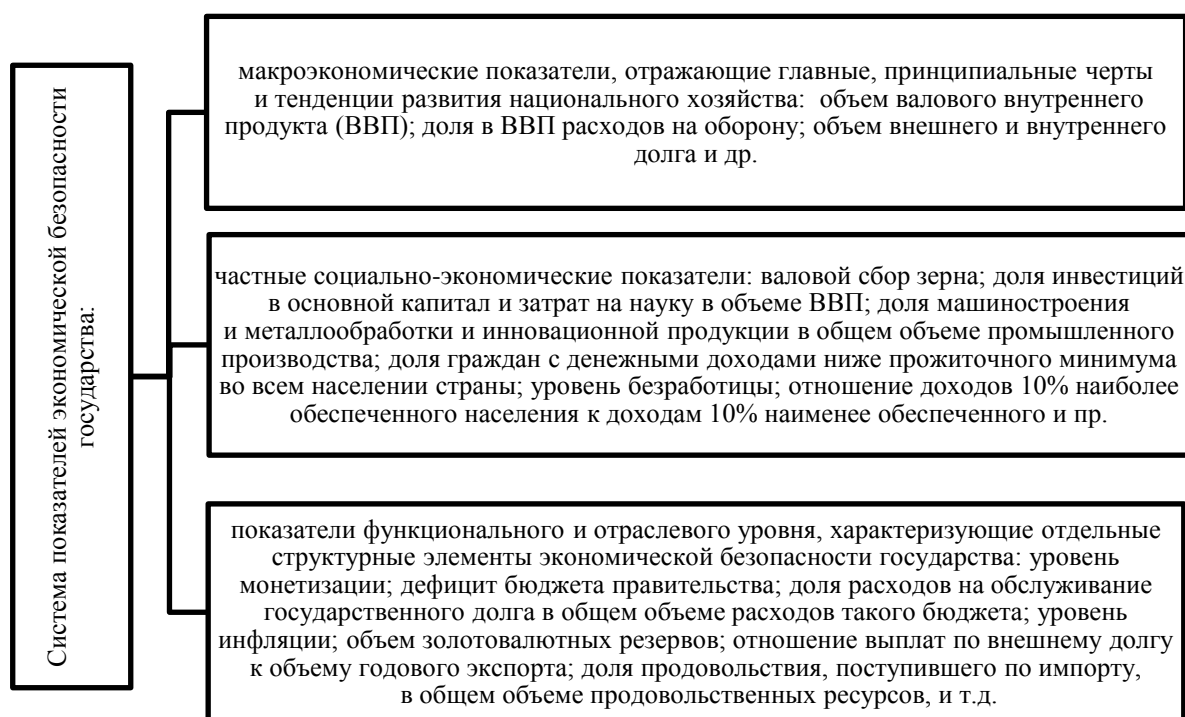 Система показателей экономической безопасности
государства:
макроэкономические показатели, отражающие главные, принципиальные черты
и тенденции развития национального хозяйства: объем валового внутреннего
продукта (ВВП); доля в ВВП расходов на оборону; объем внешнего и внутреннего
долга и др.
частные социально-экономические показатели: валовой сбор зерна; доля инвестиций
в основной капитал и затрат на науку в объеме ВВП; доля машиностроения
и металлообработки и инновационной продукции в общем объеме промышленного
производства; доля граждан с денежными доходами ниже прожиточного минимума
во всем населении страны; уровень безработицы; отношение доходов 10% наиболее
обеспеченного населения к доходам 10% наименее обеспеченного и пр.
показатели функционального и отраслевого уровня, характеризующие отдельные
структурные элементы экономической безопасности государства: уровень
монетизации; дефицит бюджета правительства; доля расходов на обслуживание
государственного долга в общем объеме расходов такого бюджета; уровень
инфляции; объем золотовалютных резервов; отношение выплат по внешнему долгу
к объему годового экспорта; доля продовольствия, поступившего по импорту,
в общем объеме продовольственных ресурсов, и т.д.